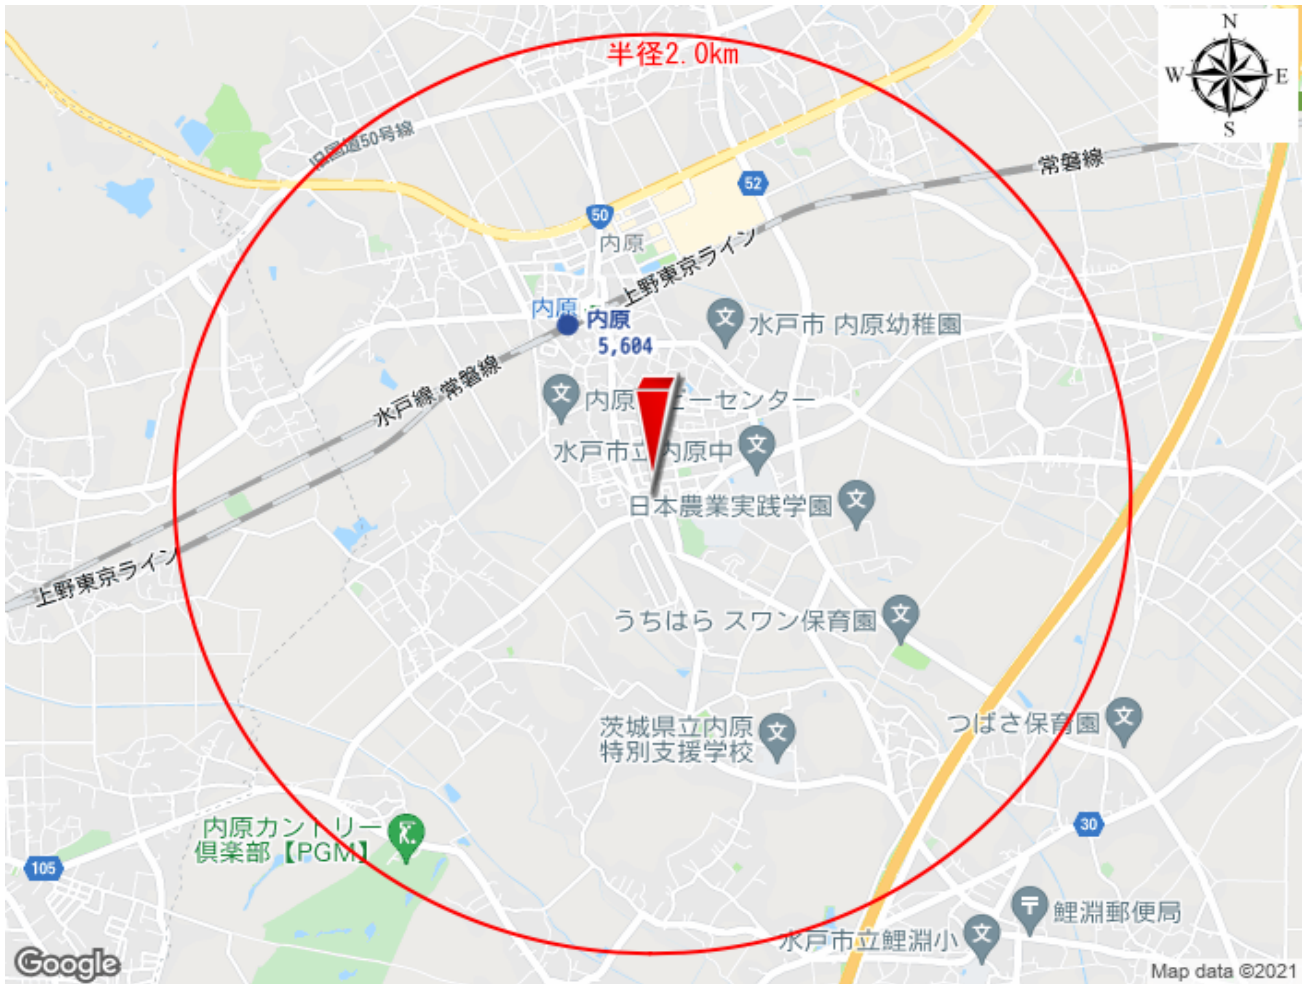 半径2.0km
N
W
E
S
旧国道50号線
常磐線
52
50
内原
上野東京ライン
内原
内原
5,604
水戸市 内原幼稚園
水戸線
常磐線
内原
ビーセンター
水戸市立内原中
日本農業実践学園
上野東京ライン
うちはら スワン保育園
茨城県立内原
特別支援学校
つばさ保育園
30
内原カントリー
倶楽部【PGM】
105
鯉淵郵便局
水戸市立鯉淵小
Google
Map data ©2021